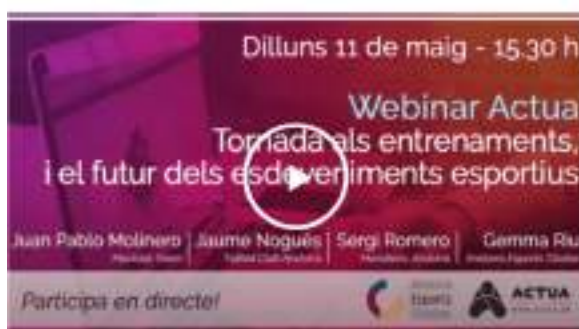 Dilluns 11 de maig - 15.30 h
Webinar Actua
Tornada als entrenaments,
i el futur dels esdeveniments esportius
Juan Pablo Molinero | Jaume Nogués | Sergi Romero | Gemma Riu
Participa en directe!
ACTUA